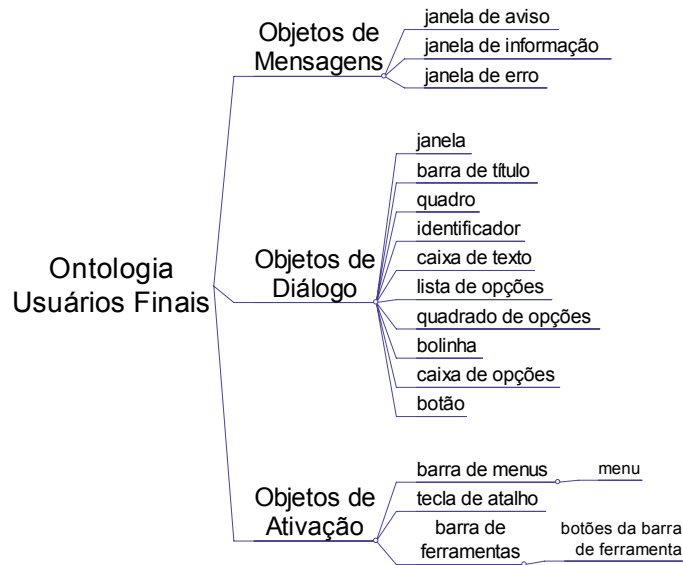 Ontologia
Usuários Finais
Objetos de
Mensagens
janela de aviso
janela de informação
janela de erro
Objetos de
Diálogo
janela
barra de título
quadro
identificador
caixa de texto
lista de opções
quadrado de opções
bolinha
caixa de opções
botão
Objetos de
Ativação
barra de menus
menu
tecla de atalho
barra de
ferramentas
botões da barra
de ferramenta